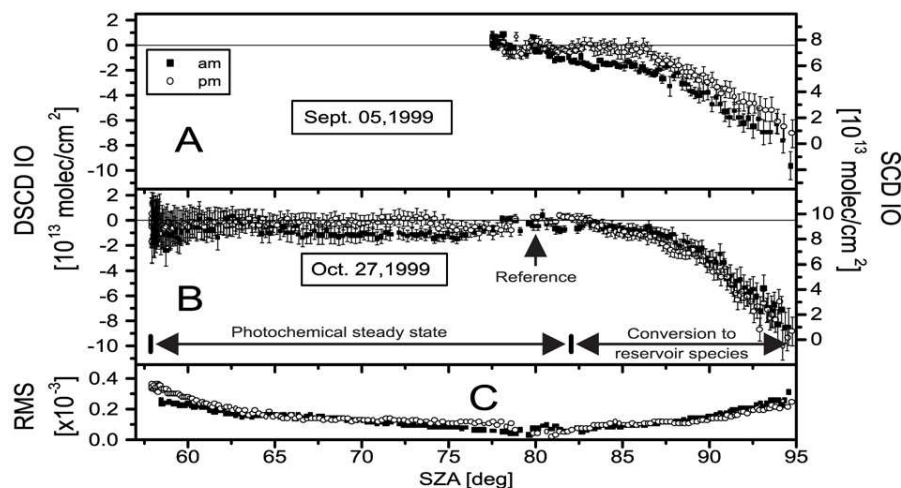 2
0
-2
-4
-6
-8
-10
am
pm
Sept. 05,1999
A
8
6
4
2
0
DSCD IO
[10¹³ molec/cm²]
SCD IO
[10¹³ molec/cm²]
2
0
-2
-4
-6
-8
-10
Oct. 27,1999
Reference
B
Photochemical steady state
Conversion to
reservoir species
10
8
6
4
2
0
RMS
[x10⁻³]
0.4
0.2
0.0
C
60 65 70 75 80 85 90 95
SZA [deg]